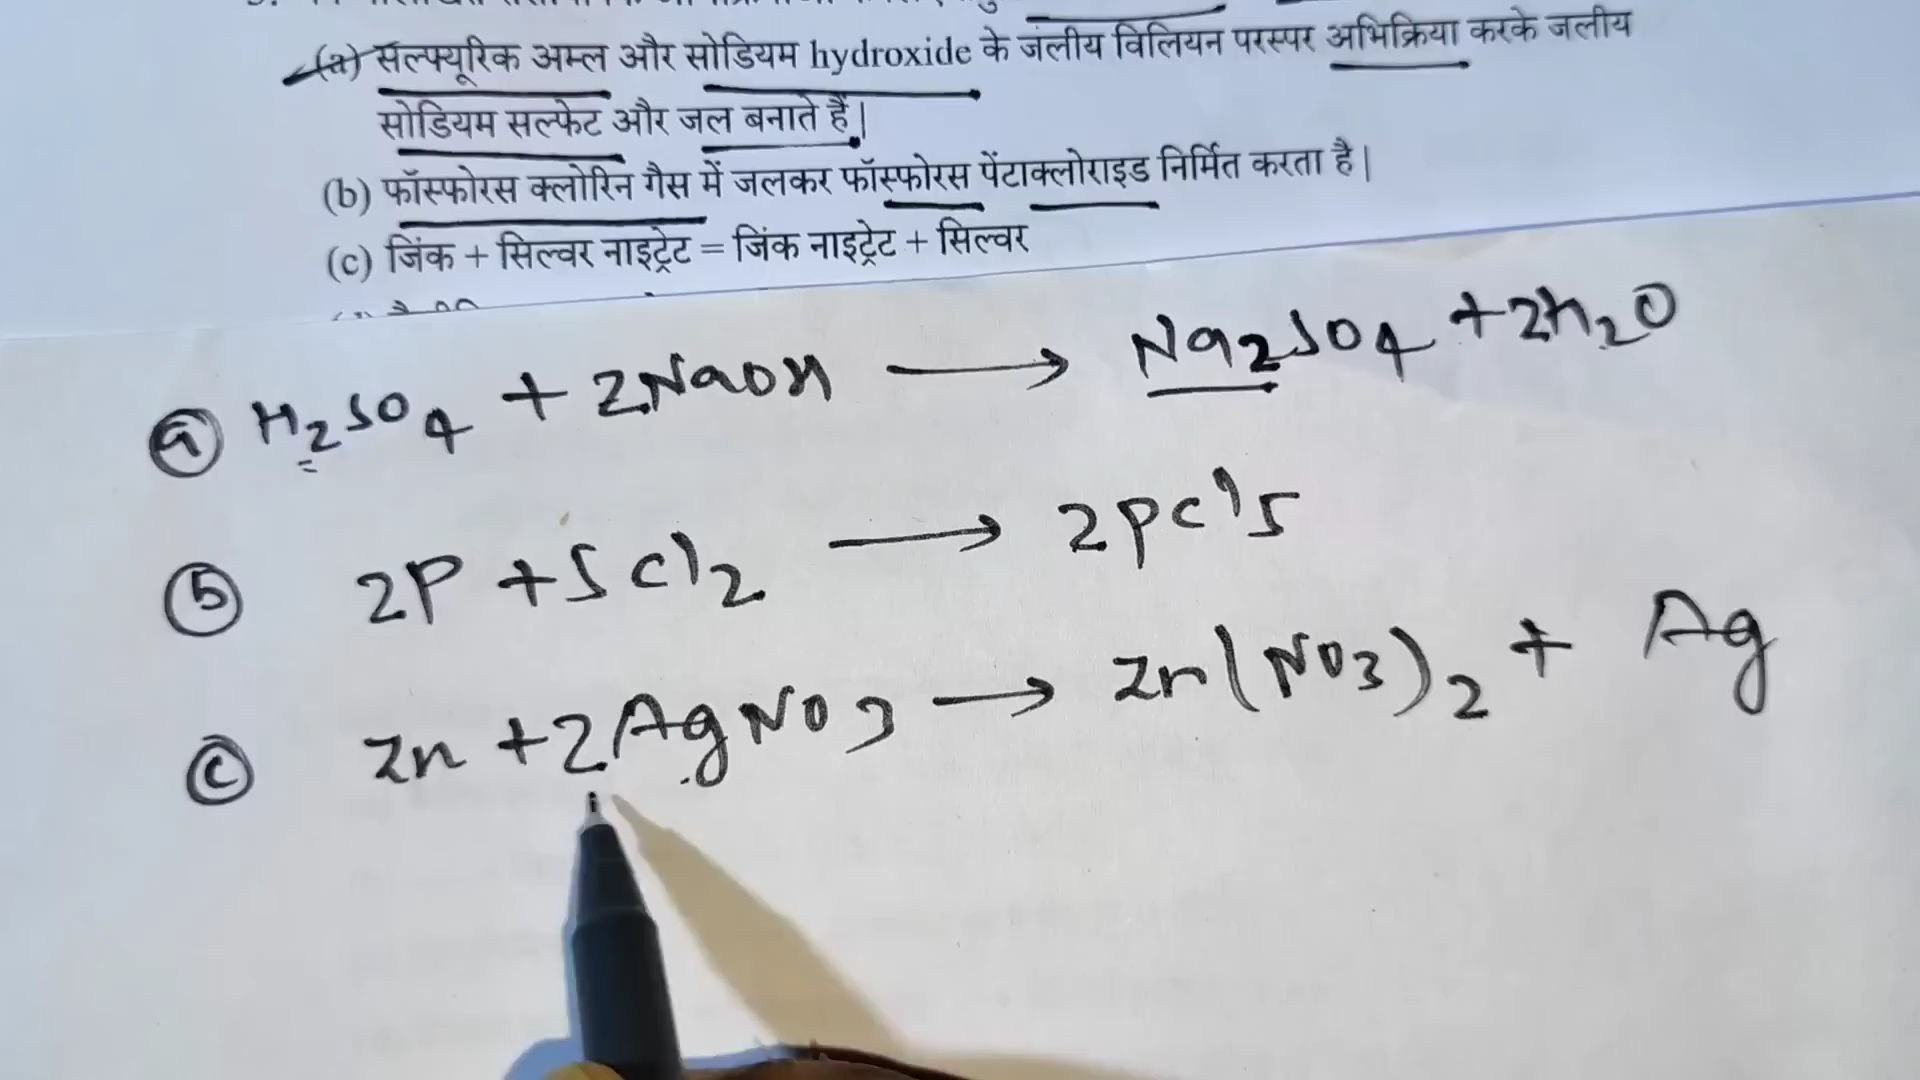 (a) सल्फ्यूरिक अम्ल और सोडियम hydroxide के जलीय विलियन परस्पर अभिक्रिया करके जलीय
सोडियम सल्फेट और जल बनाते हैं|
(b) फॉस्फोरस क्लोरिन गैस में जलकर फॉस्फोरस पेंटाक्लोराइड निर्मित करता है|
(c) जिंक + सिल्वर नाइट्रेट = जिंक नाइट्रेट + सिल्वर
(a) H2SO4 + 2NaOH → Na2SO4 + 2H2O
(b) 2P + 5Cl2 → 2PCl5
(c) Zn + 2AgNO3 → Zn(NO3)2 + Ag